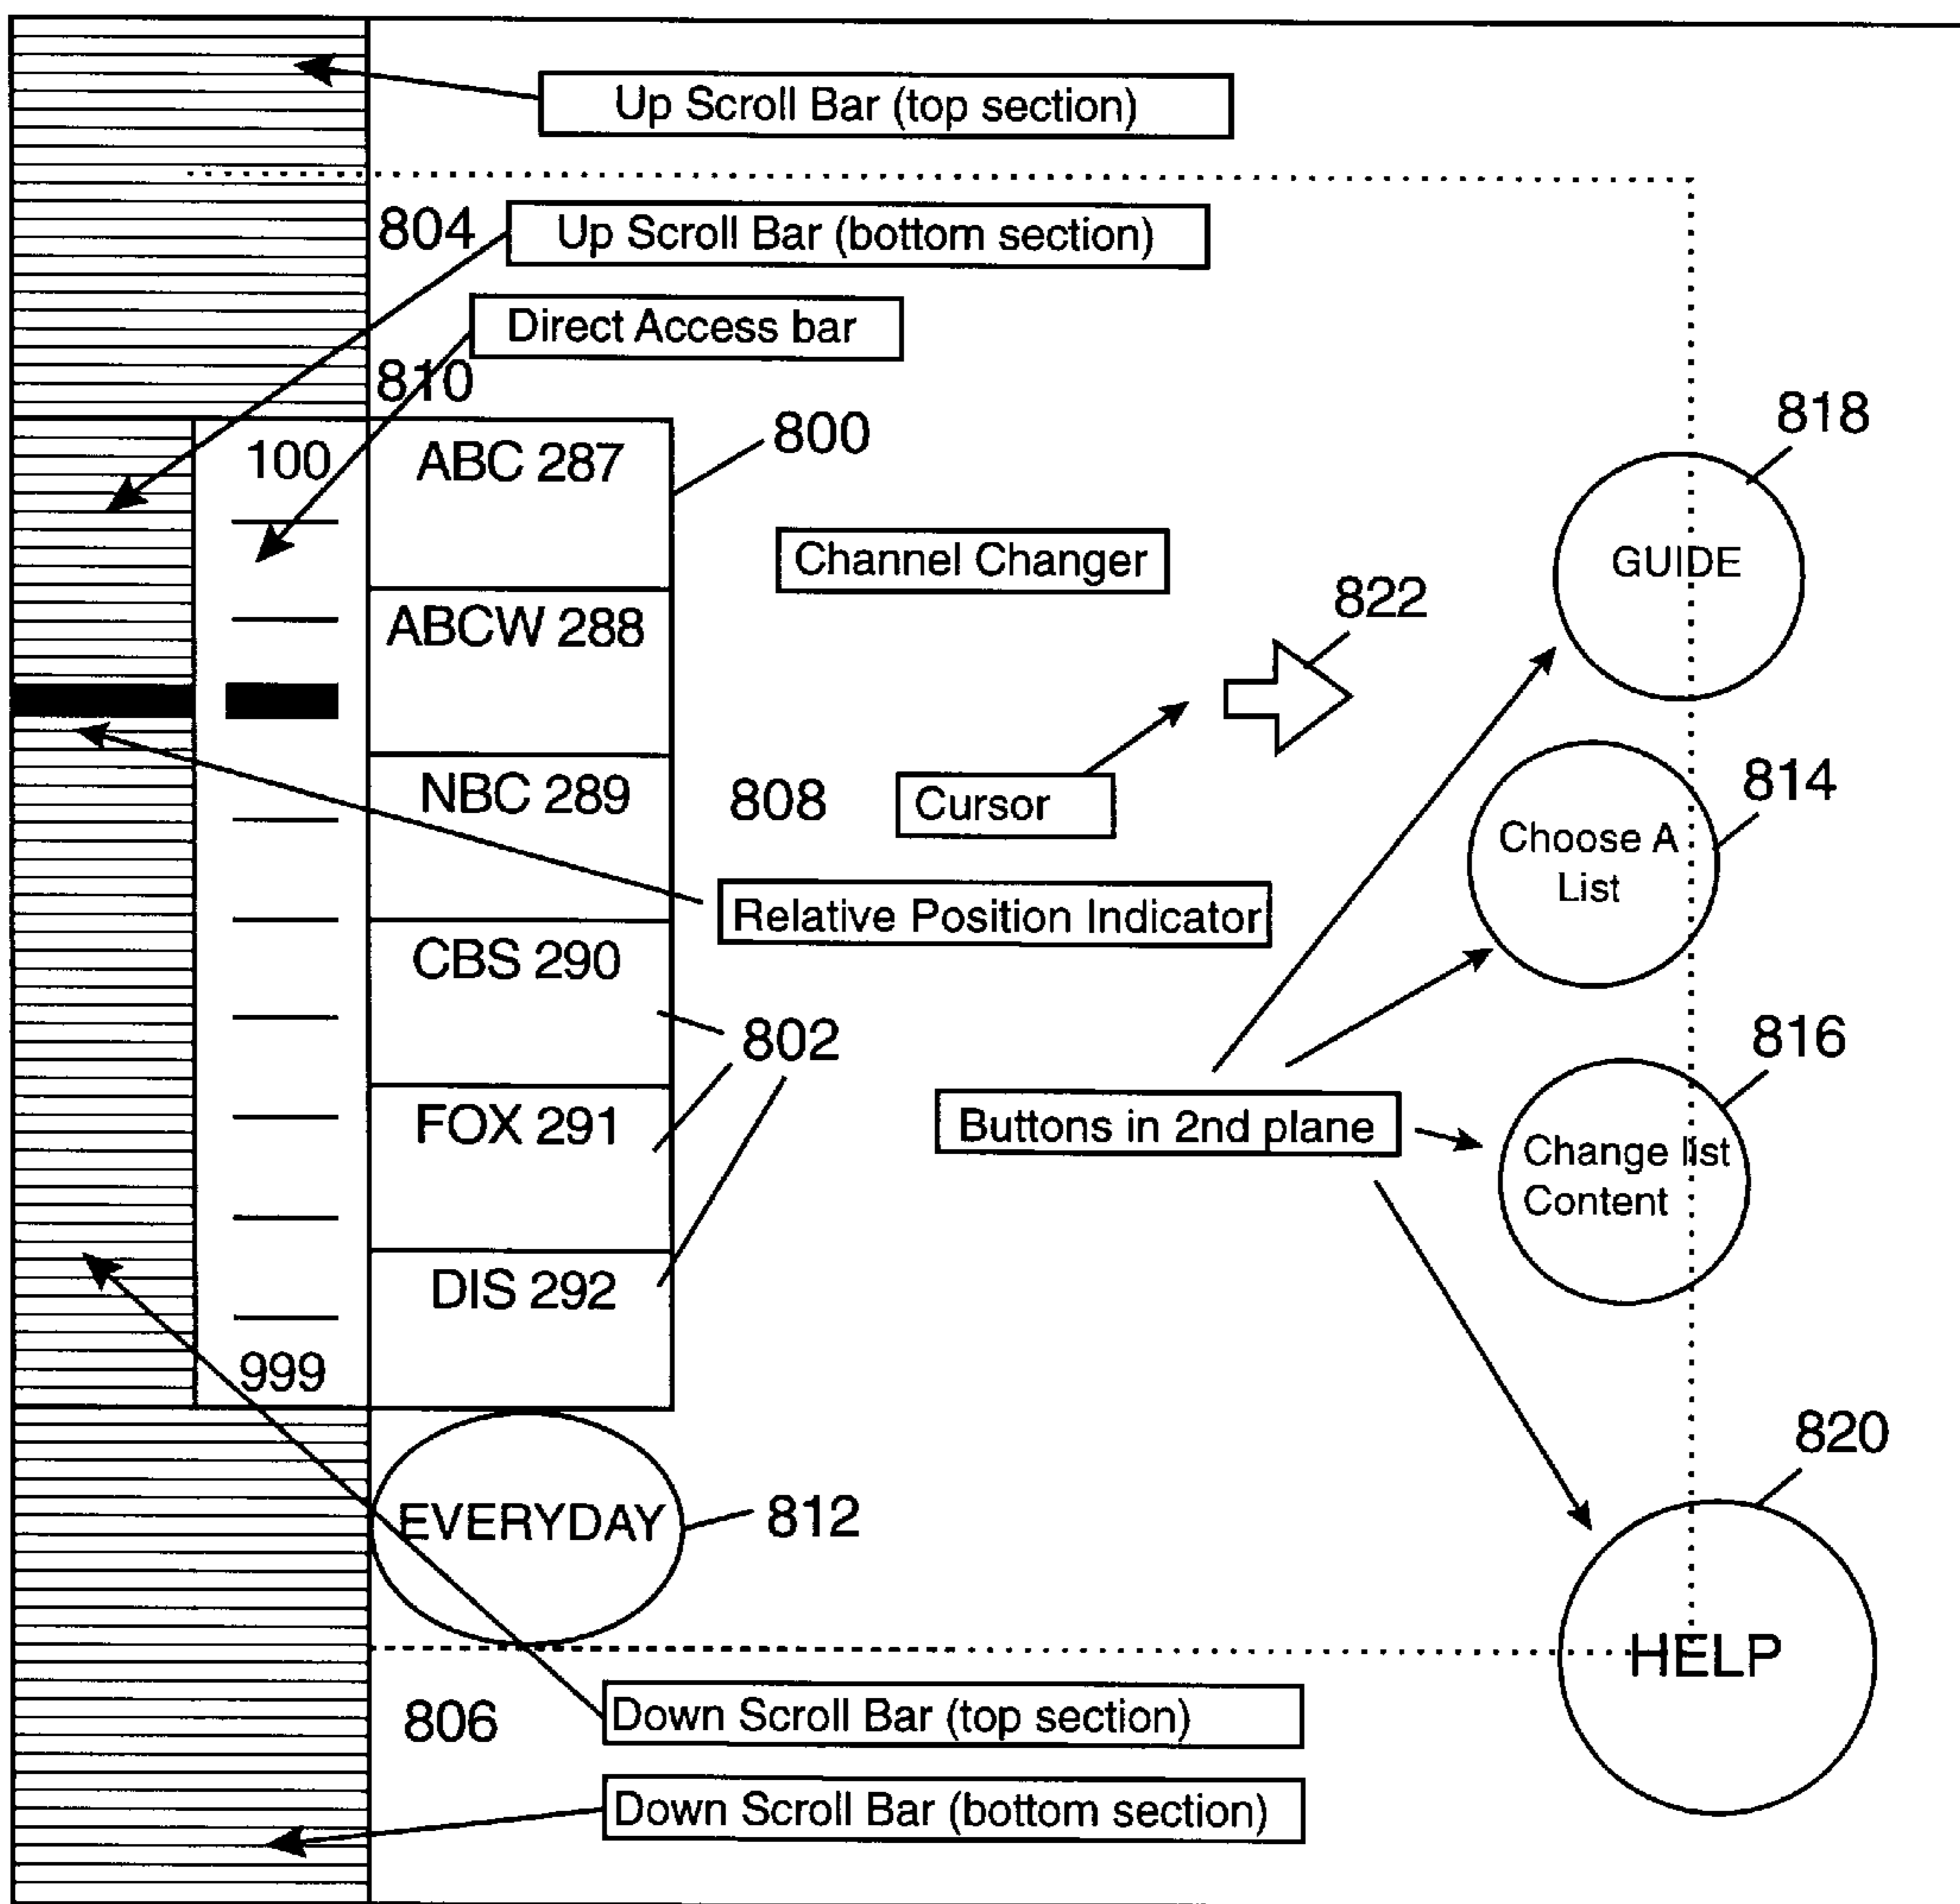 Up Scroll Bar (top section)
804
Up Scroll Bar (bottom section)
Direct Access bar
810
800
818
100
ABC 287
Channel Changer
GUIDE
822
ABCW 288
NBC 289
808
Cursor
814
Choose A
List
Relative Position Indicator
CBS 290
802
816
FOX 291
Buttons in 2nd plane
Change list
Content
DIS 292
999
820
EVERYDAY
812
HELP
806
Down Scroll Bar (top section)
Down Scroll Bar (bottom section)